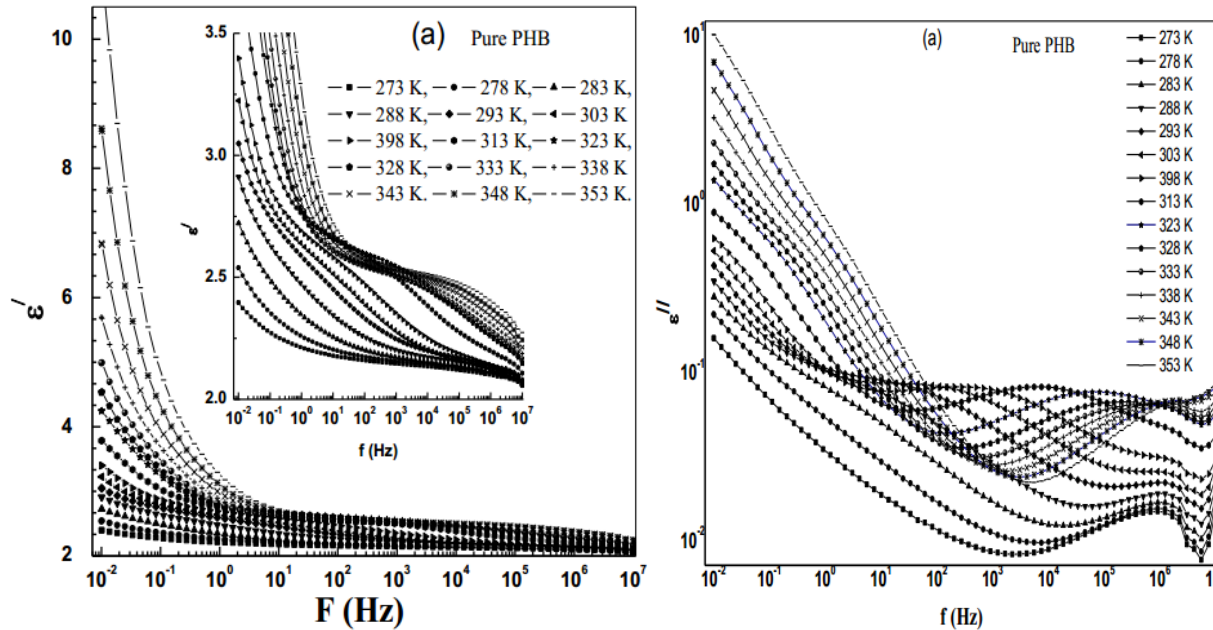 (a) Pure PHB
273 K, 278 K, 283 K,
288 K, 293 K, 303 K
398 K, 313 K, 323 K,
328 K, 333 K, 338 K
343 K. 348 K, 353 K.
3.5
3.0
2.5
2.0
ε′
10⁻² 10⁻¹ 10⁰ 10¹ 10² 10³ 10⁴ 10⁵ 10⁶ 10⁷
f (Hz)
10
8
6
4
2
ε′
10⁻² 10⁻¹ 10⁰ 10¹ 10² 10³ 10⁴ 10⁵ 10⁶ 10⁷
F (Hz)
(a) Pure PHB
273 K
278 K
283 K
288 K
293 K
303 K
398 K
313 K
323 K
328 K
333 K
338 K
343 K
348 K
353 K
10¹
10⁰
10⁻¹
10⁻²
ε′′
10⁻² 10⁻¹ 10⁰ 10¹ 10² 10³ 10⁴ 10⁵ 10⁶
f (Hz)